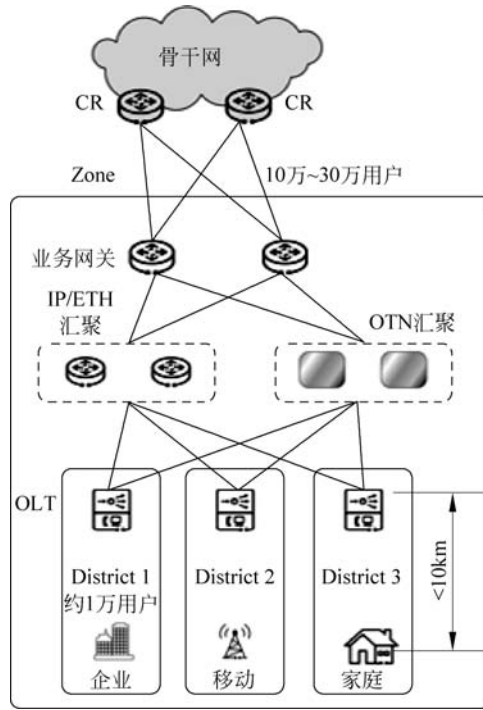 骨干网
CR
CR
Zone
10万~30万用户
业务网关
IP/ETH
汇聚
OTN汇聚
OLT
District 1
约1万用户
企业
District 2
移动
District 3
家庭
<10km